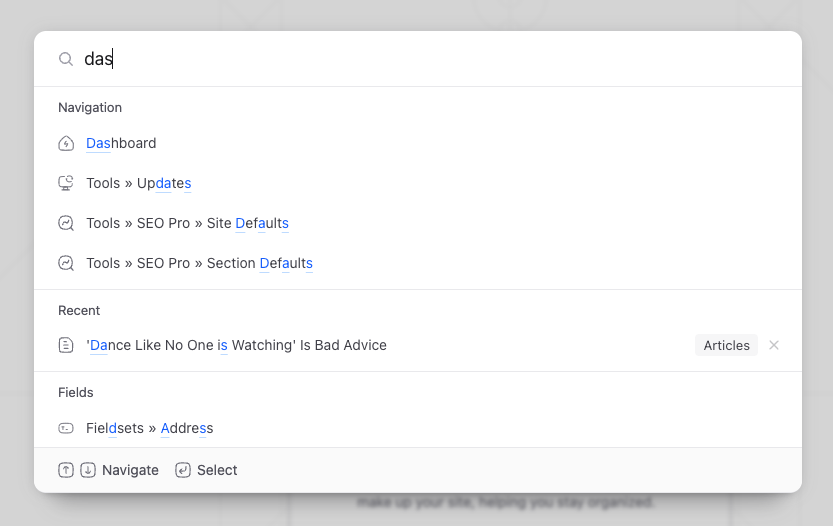 das
Navigation
Dashboard
Tools » Updates
Tools » SEO Pro » Site Defaults
Tools » SEO Pro » Section Defaults
Recent
'Dance Like No One is Watching' Is Bad Advice Articles
Fields
Fieldsets » Address
Navigate Select
make up your site, helping you stay organized.